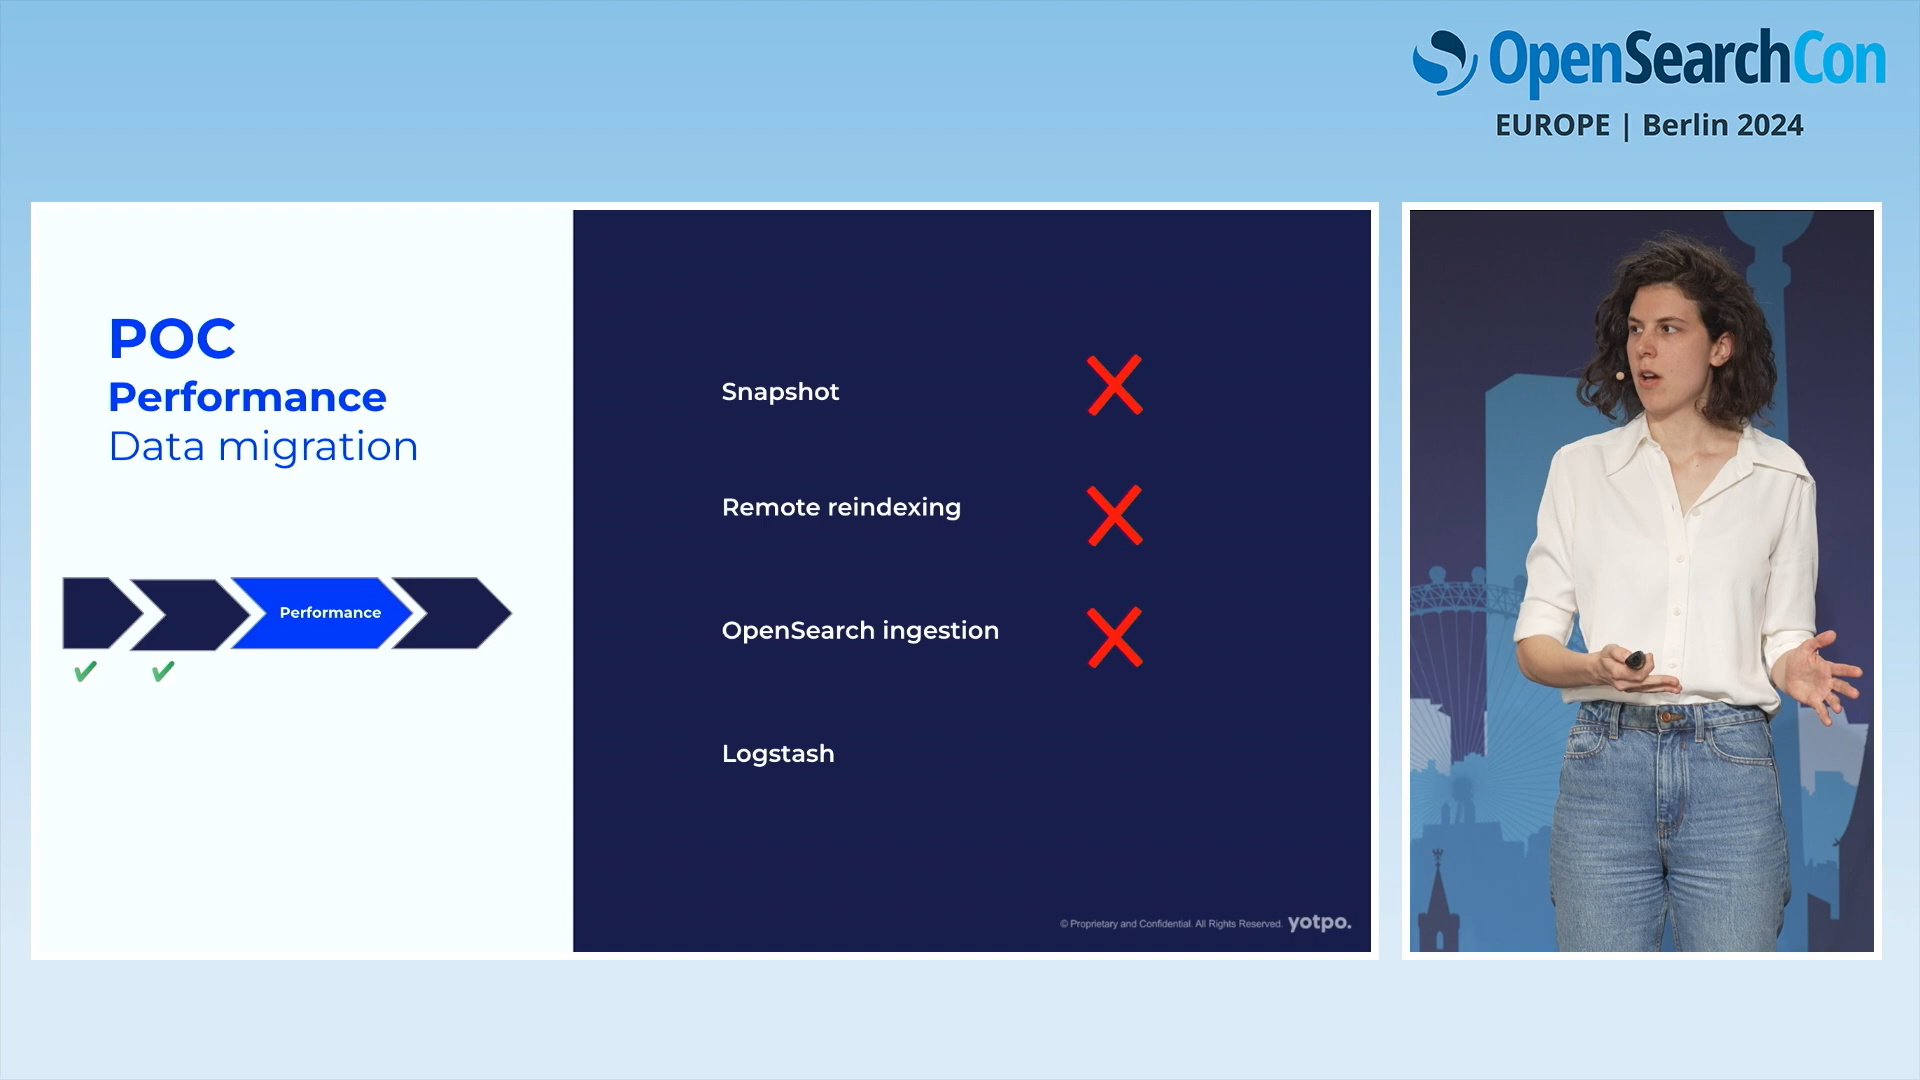 OpenSearchCon
EUROPE | Berlin 2024
POC
Performance
Data migration
Performance
Snapshot
Remote reindexing
OpenSearch ingestion
Logstash
© Proprietary and Confidential. All Rights Reserved. yotpo.